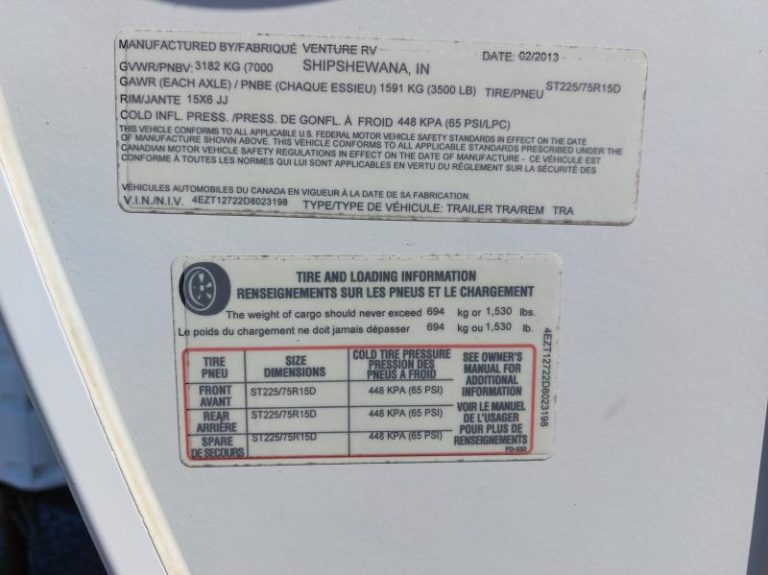 MANUFACTURED BY/FABRIQUÉ VENTURE RV DATE: 02/2013
GVWR/PNBV: 3182 KG (7000 SHIPSHEWANA, IN
GAWR (EACH AXLE) / PNBE (CHAQUE ESSIEU) 1591 KG (3500 LB) TIRE/PNEU ST225/75R15D
RIM/JANTE 15X6 JJ
COLD INFL. PRESS. /PRESS. DE GONFL. À FROID 448 KPA (65 PSI/LPC)
THIS VEHICLE CONFORMS TO ALL APPLICABLE U.S. FEDERAL MOTOR VEHICLE SAFETY STANDARDS IN EFFECT ON THE DATE
OF MANUFACTURE SHOWN ABOVE. THIS VEHICLE CONFORMS TO ALL APPLICABLE STANDARDS PRESCRIBED UNDER THE
CANADIAN MOTOR VEHICLE SAFETY REGULATIONS IN EFFECT ON THE DATE OF MANUFACTURE - CE VÉHICULE EST
CONFORME À TOUTES LES NORMES QUI LUI SONT APPLICABLES EN VERTU DU RÈGLEMENT SUR LA SÉCURITÉ DES
VÉHICULES AUTOMOBILES DU CANADA EN VIGUEUR À LA DATE DE SA FABRICATION.
V.I.N./N.I.V. 4EZT12722D8023198 TYPE/TYPE DE VÉHICULE: TRAILER TRA/REM TRA
TIRE AND LOADING INFORMATION
RENSEIGNEMENTS SUR LES PNEUS ET LE CHARGEMENT
The weight of cargo should never exceed 694 kg or 1,530 lbs.
Le poids du chargement ne doit jamais dépasser 694 kg ou 1,530 lb.
TIRE
PNEU
SIZE
DIMENSIONS
COLD TIRE PRESSURE
PRESSION DES
PNEUS A FROID
FRONT
AVANT
ST225/75R15D
448 KPA (65 PSI)
REAR
ARRIÈRE
ST225/75R15D
448 KPA (65 PSI)
SPARE
DE SECOURS
ST225/75R15D
448 KPA (65 PSI)
SEE OWNER'S
MANUAL FOR
ADDITIONAL
INFORMATION
VOIR LE MANUEL
DE L'USAGER
POUR PLUS DE
RENSEIGNEMENTS
4EZT12722D8023198